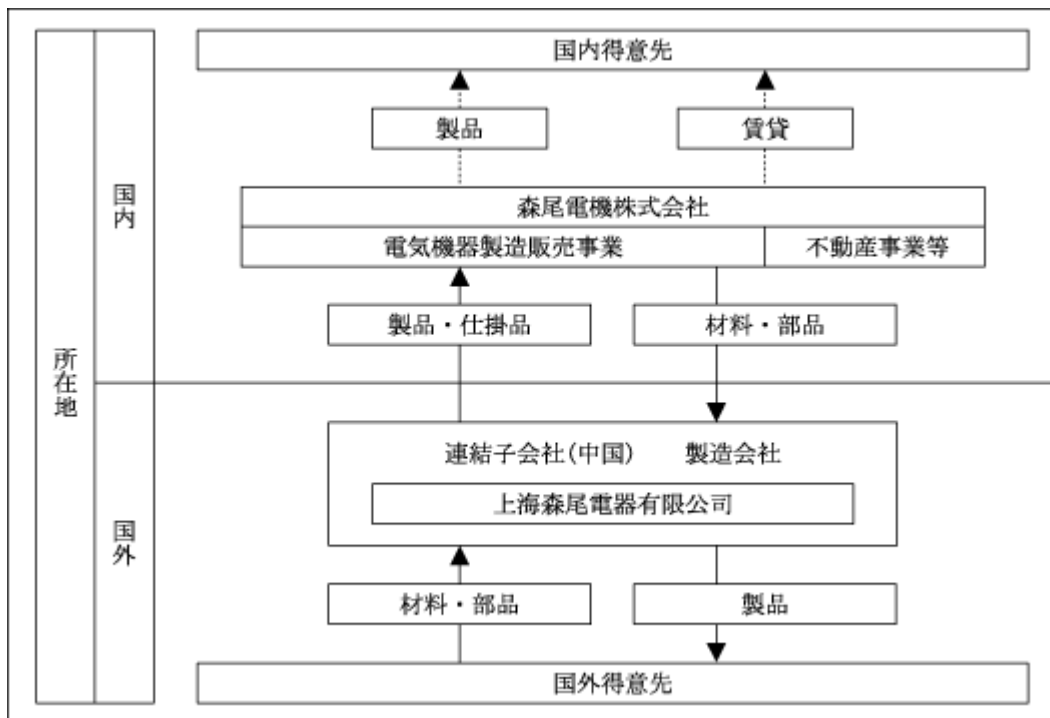 所在地
国内
国内得意先
製品
賃貸
森尾電機株式会社
電気機器製造販売事業
不動産事業等
製品・仕掛品
材料・部品
国外
連結子会社(中国) 製造会社
上海森尾電器有限公司
材料・部品
製品
国外得意先